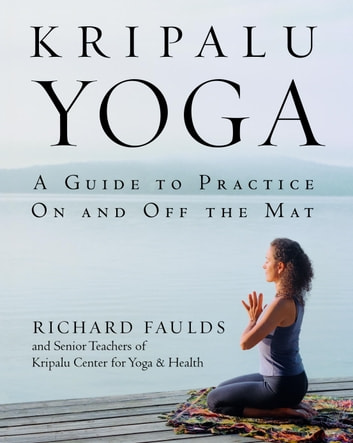 KRIPALU
YOGA
A GUIDE TO PRACTICE
ON AND OFF THE MAT
RICHARD FAULDS
and Senior Teachers of
Kripalu Center for Yoga & Health